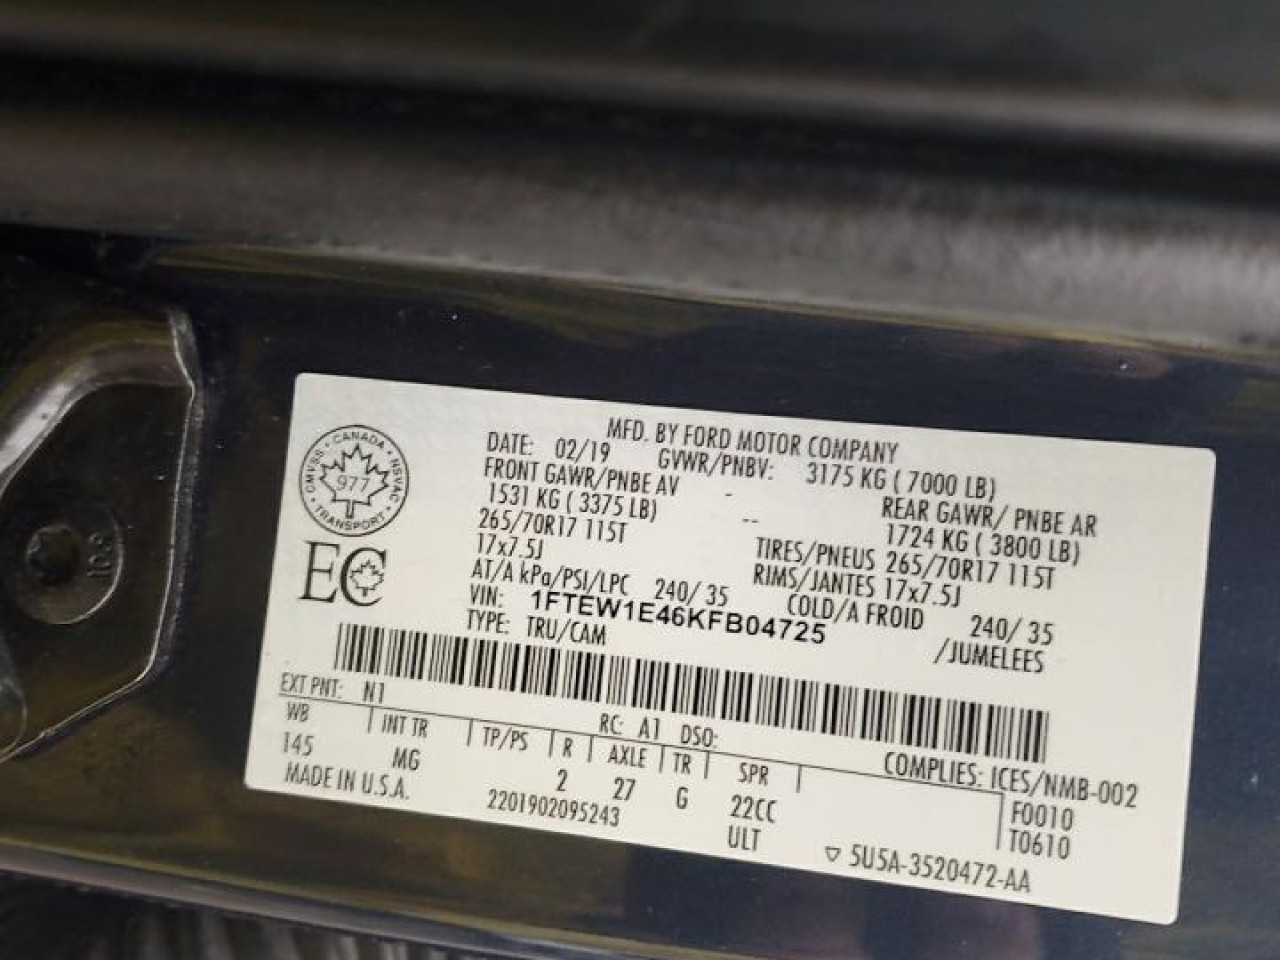 MFD. BY FORD MOTOR COMPANY
DATE: 02/19 GVWR/PNBV: 3175 KG ( 7000 LB)
FRONT GAWR/PNBE AV - REAR GAWR/ PNBE AR
1531 KG ( 3375 LB) -- 1724 KG ( 3800 LB)
265/70R17 115T TIRES/PNEUS 265/70R17 115T
17x7.5J RIMS/JANTES 17x7.5J
AT/A kPa/PSI/LPC 240/ 35 COLD/A FROID 240/ 35
VIN: 1FTEW1E46KFB04725 /JUMELEES
TYPE: TRU/CAM
CANADA
CMVSS NSVAC
977
TRANSPORT
EC
EXT PNT: N1 RC: A1 DSO: COMPLIES: ICES/NMB-002
WB INT TR TP/PS R AXLE TR SPR F0010
145 MG 2 27 G 22CC T0610
MADE IN U.S.A. 2201902095243 ULT 5U5A-3520472-AA